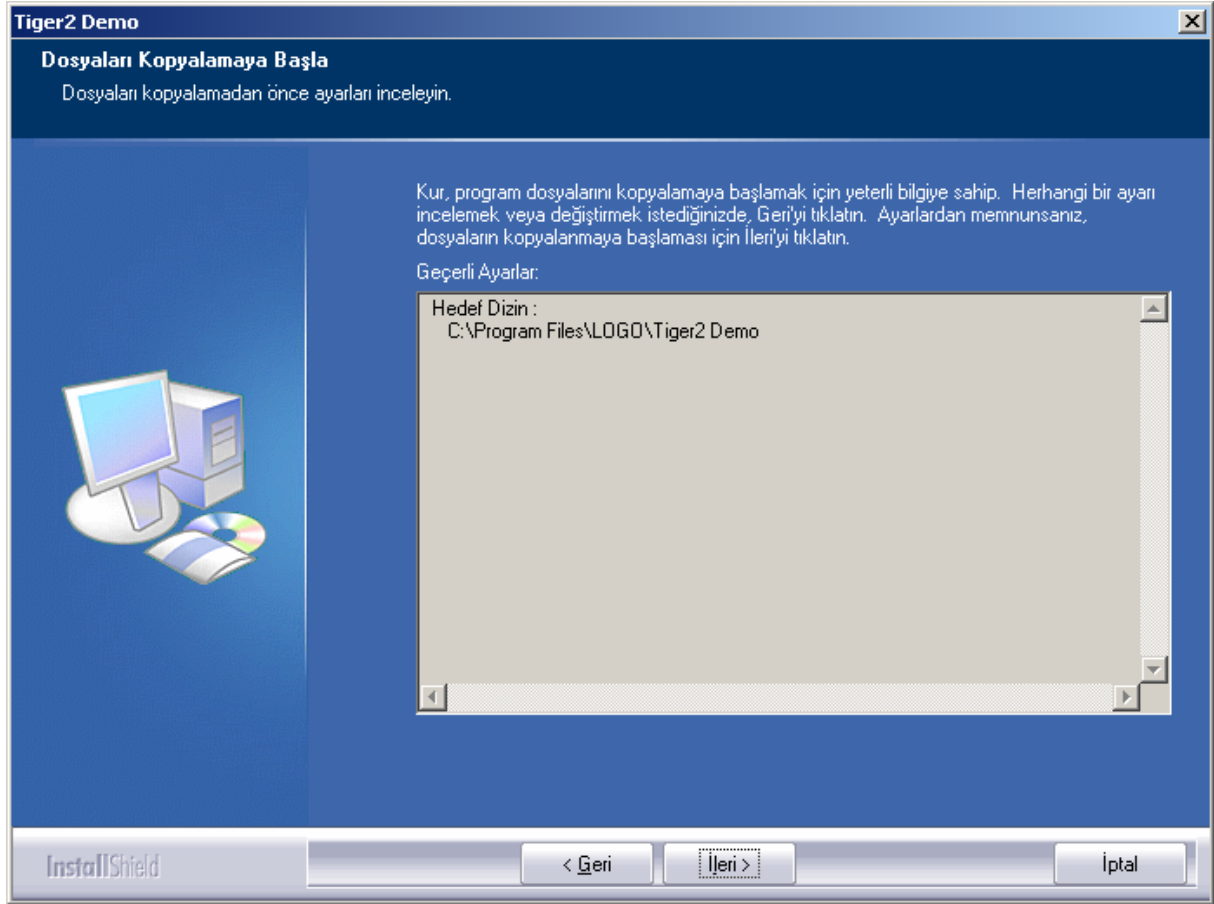 Tiger2 Demo
Dosyaları Kopyalamaya Başla
Dosyaları kopyalamadan önce ayarları inceleyin.
Kur, program dosyalarını kopyalamaya başlamak için yeterli bilgiye sahip.  Herhangi bir ayarı
incelemek veya değiştirmek istediğinizde, Geri'yi tıklatın.  Ayarlardan memnunsanız,
dosyaların kopyalanmaya başlaması için İleri'yi tıklatın.
Geçerli Ayarlar:
Hedef Dizin :
C:\Program Files\LOGO\Tiger2 Demo
InstallShield
< Geri
İleri >
İptal